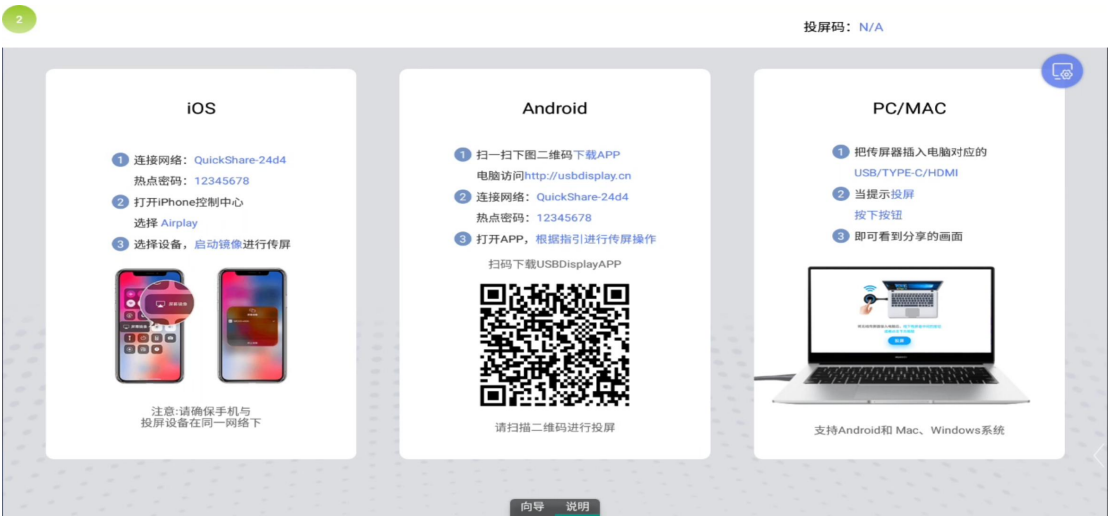 2
投屏码：N/A
iOS
1 连接网络：QuickShare-24d4
热点密码：12345678
2 打开iPhone控制中心
选择 Airplay
3 选择设备，启动镜像进行传屏
注意:请确保手机与
投屏设备在同一网络下
Android
1 扫一扫下图二维码下载APP
电脑访问http://usbdisplay.cn
2 连接网络：QuickShare-24d4
热点密码：12345678
3 打开APP，根据指引进行传屏操作
扫码下载USBDisplayAPP
请扫描二维码进行投屏
PC/MAC
1 把传屏器插入电脑对应的
USB/TYPE-C/HDMI
2 当提示投屏
按下按钮
3 即可看到分享的画面
支持Android和 Mac、Windows系统
向导 说明